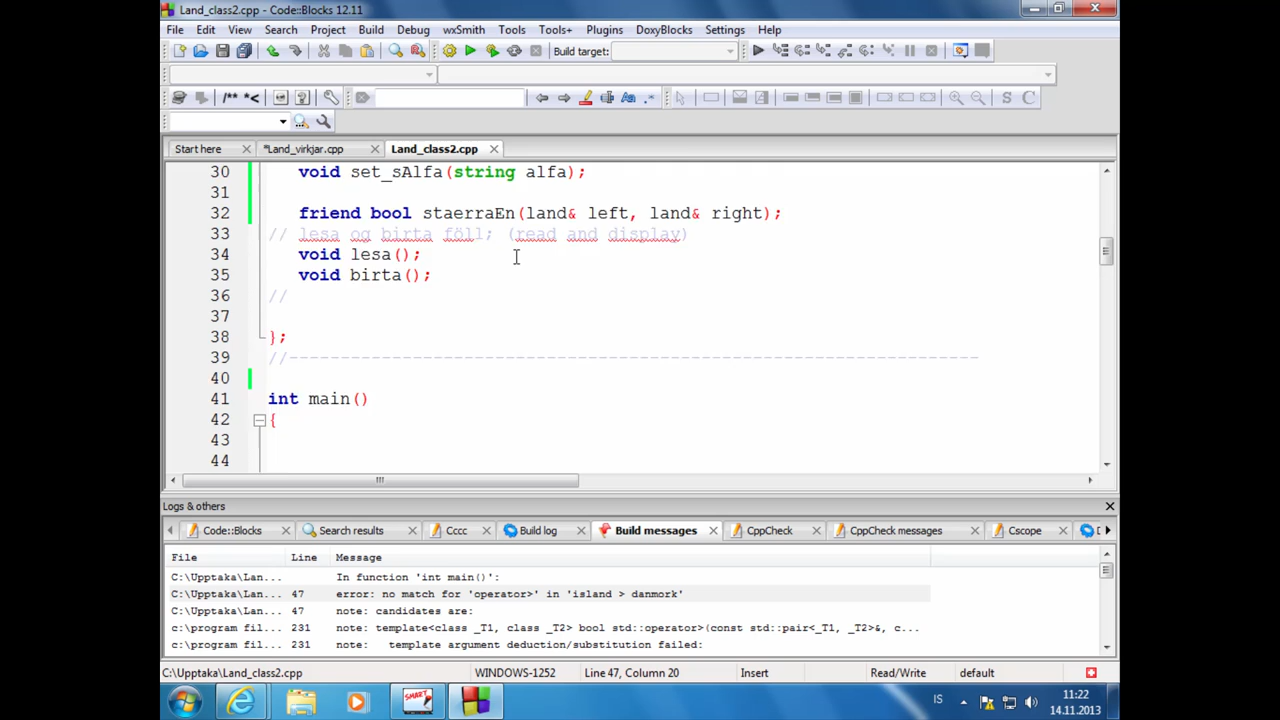 Land_class2.cpp - Code::Blocks 12.11
File Edit View Search Project Build Debug wxSmith Tools Tools+ Plugins DoxyBlocks Settings Help
Build target:
/** *<
Start here *Land_virkjar.cpp Land_class2.cpp
30 void set_sAlfa(string alfa);
31
32 friend bool staerraEn(land& left, land& right);
33 // lesa og birta föll; (read and display)
34 void lesa();
35 void birta();
36 //
37
38 };
39 //-------------------------------------------------------------------
40
41 int main()
42 {
43
44
Logs & others
Code::Blocks Search results Cccc Build log Build messages CppCheck CppCheck messages Cscope
File Line Message
C:\Upptaka\Lan... In function 'int main()':
C:\Upptaka\Lan... 47 error: no match for 'operator>' in 'island > danmork'
C:\Upptaka\Lan... 47 note: candidates are:
c:\program fil... 231 note: template<class _T1, class _T2> bool std::operator>(const std::pair<_T1, _T2>&, c...
c:\program fil... 231 note: template argument deduction/substitution failed:
C:\Upptaka\Land_class2.cpp WINDOWS-1252 Line 47, Column 20 Insert Read/Write default
SMART IS 11:22
14.11.2013